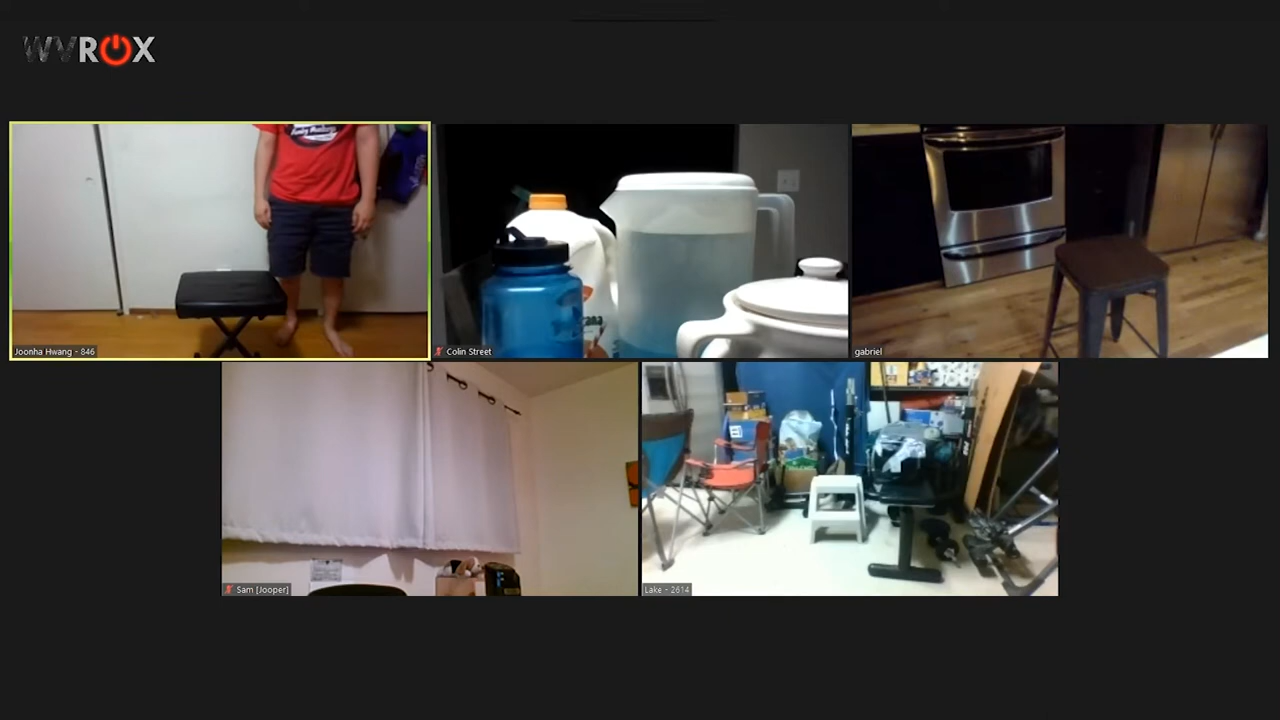 WVROX
Joonha Hwang - 846
Colin Street
gabriel
Sam [Jooper]
Lake - 2614